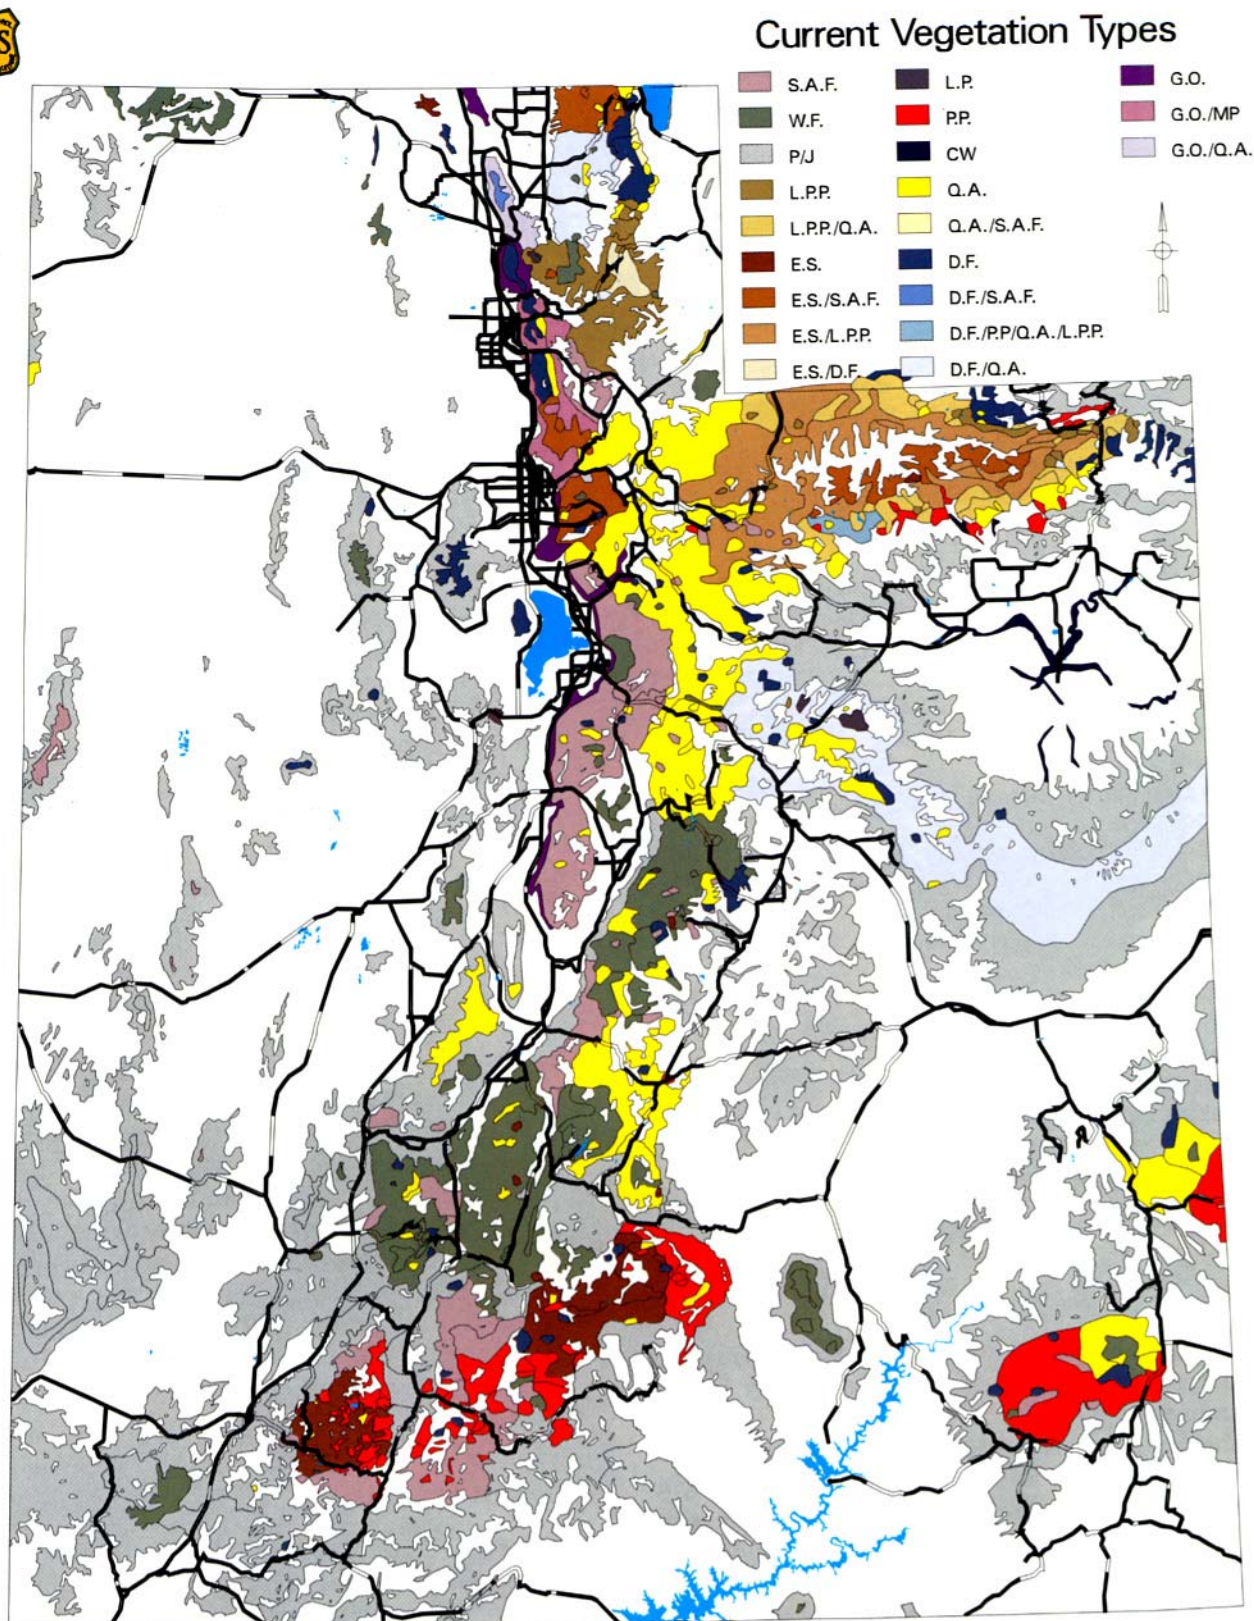 S
Current Vegetation Types
S.A.F.
W.F.
P/J
L.P.P.
L.P.P./Q.A.
E.S.
E.S./S.A.F.
E.S./L.P.P.
E.S./D.F.
L.P.
P.P.
CW
Q.A.
Q.A./S.A.F.
D.F.
D.F./S.A.F.
D.F./P.P/Q.A./L.P.P.
D.F./Q.A.
G.O.
G.O./MP
G.O./Q.A.